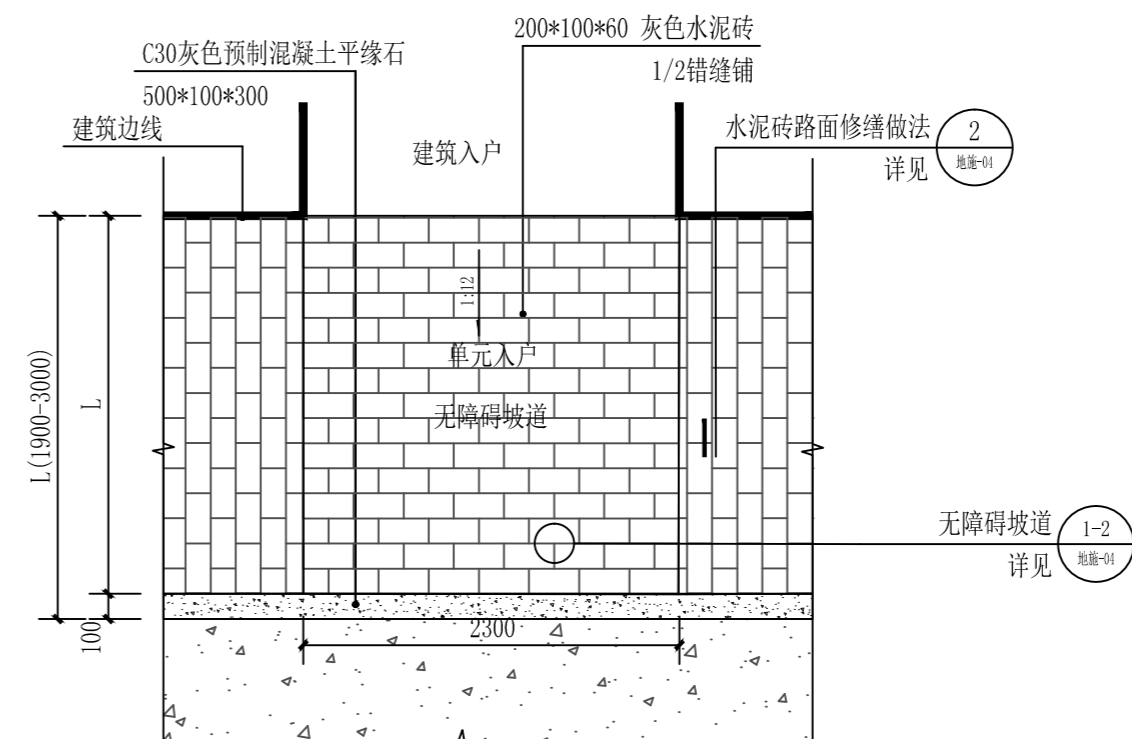 200*100*60 灰色水泥砖
1/2错缝铺
C30灰色预制混凝土平缘石
500*100*300
建筑边线
建筑入户
水泥砖路面修缮做法
详见
2
地施-04
1:12
单元入户
无障碍坡道
L(1900-3000)
L
无障碍坡道
详见
1-2
地施-04
100
2300